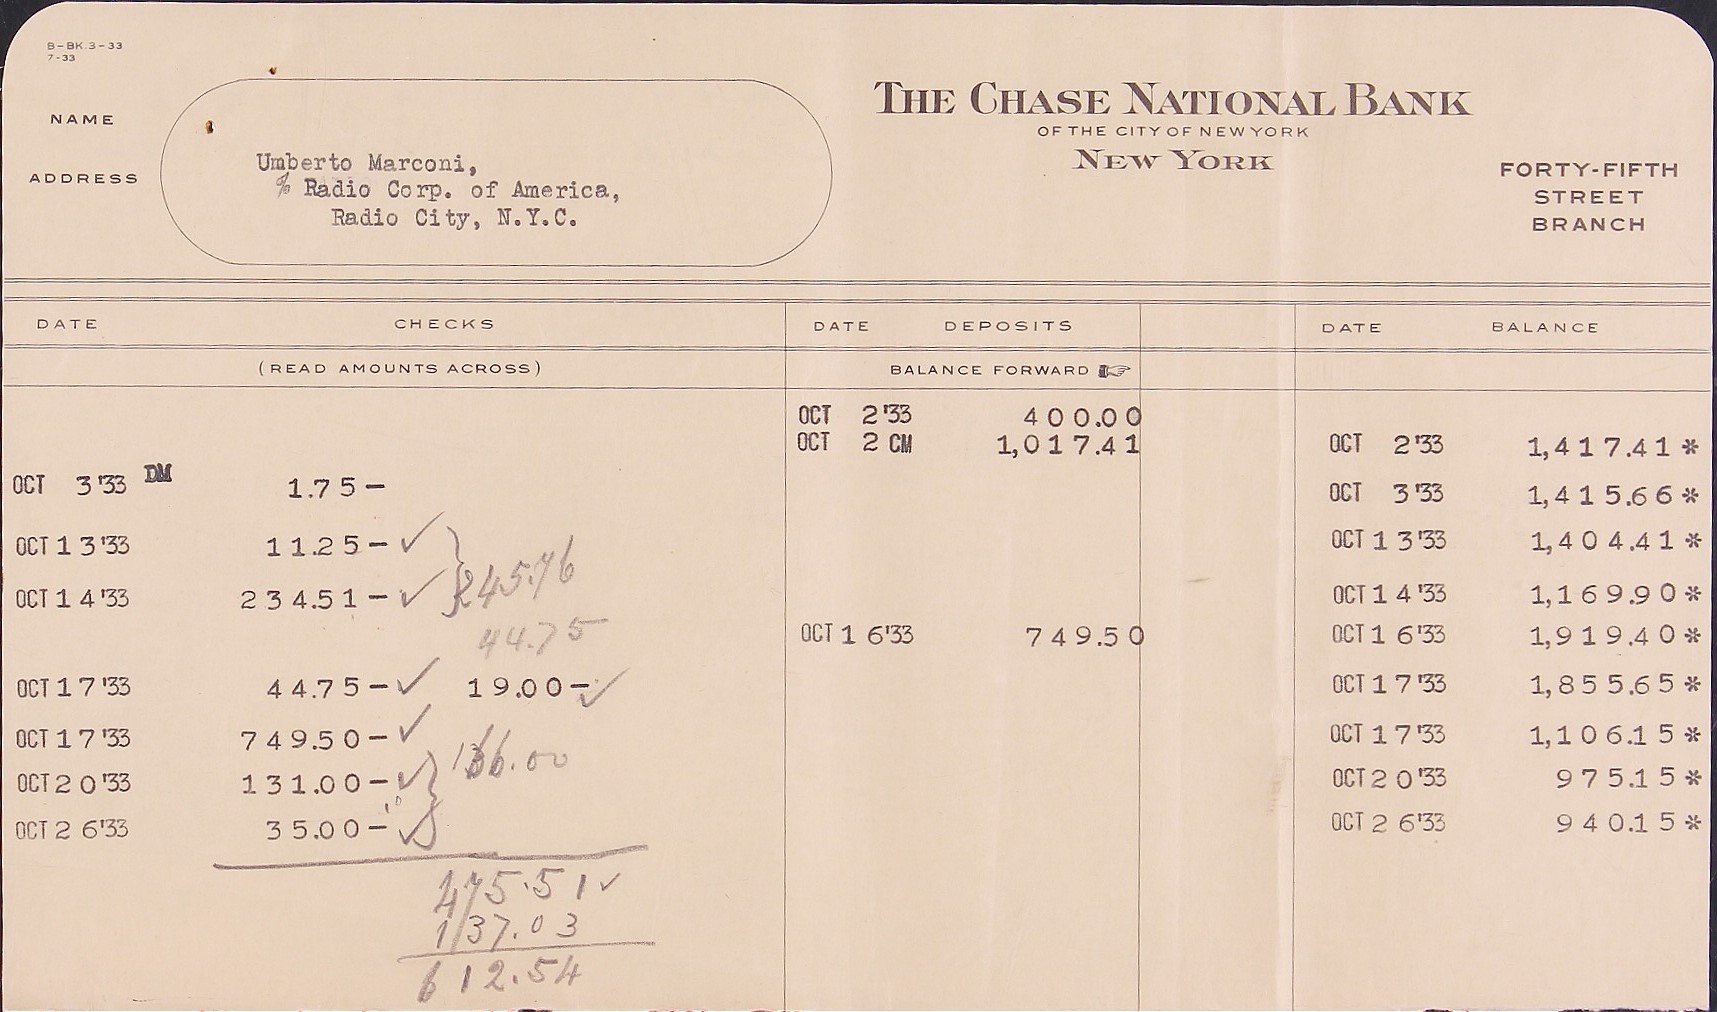 B-BK.3-33
7-33
NAME
ADDRESS
Umberto Marconi,
% Radio Corp. of America,
Radio City, N.Y.C.
THE CHASE NATIONAL BANK
OF THE CITY OF NEW YORK
NEW YORK
FORTY-FIFTH
STREET
BRANCH
DATE CHECKS DATE DEPOSITS DATE BALANCE
(READ AMOUNTS ACROSS) BALANCE FORWARD
OCT 2'33 400.00
OCT 2 CM 1,017.41 OCT 2'33 1,417.41*
OCT 3'33 DM 1.75- OCT 3'33 1,415.66*
OCT 13'33 11.25- ✓ OCT 13'33 1,404.41*
245.76
OCT 14'33 234.51- ✓ OCT 14'33 1,169.90*
44.75 OCT 16'33 749.50 OCT 16'33 1,919.40*
OCT 17'33 44.75- ✓ 19.00- ✓ OCT 17'33 1,855.65*
OCT 17'33 749.50- ✓ OCT 17'33 1,106.15*
166.00
OCT 20'33 131.00- ✓ OCT 20'33 975.15*
OCT 26'33 35.00- ✓ OCT 26'33 940.15*
475.51 ✓
137.03
612.54